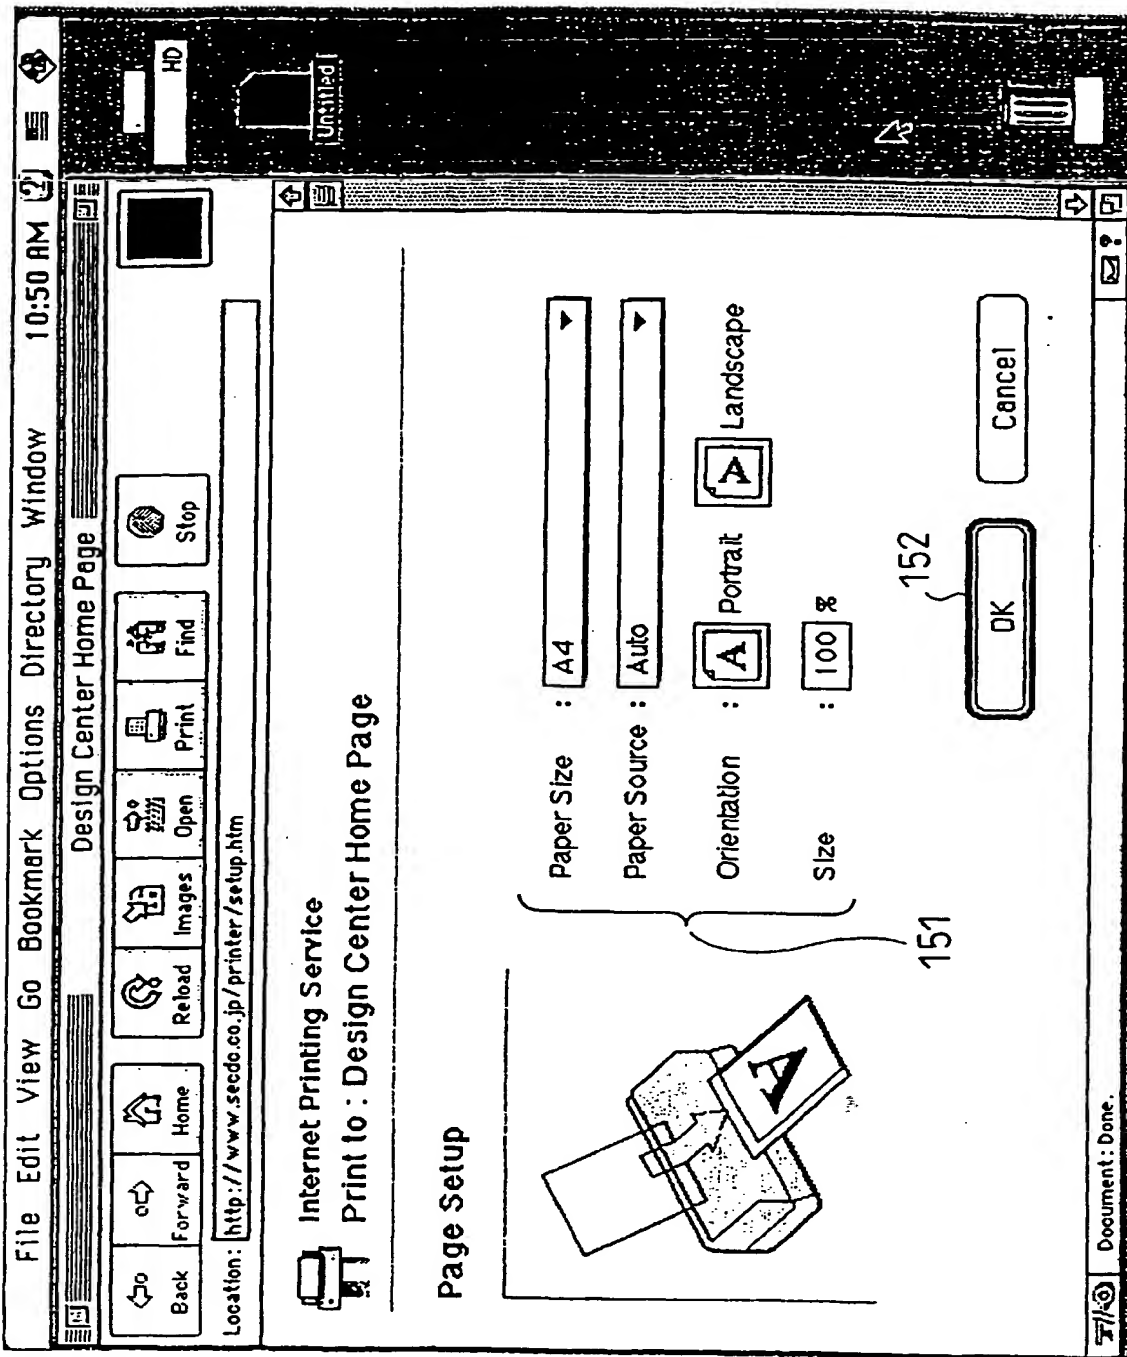 File Edit View Go Bookmark Options Directory Window 10:50 AM
Design Center Home Page
HD
Untitled
Back Forward Home Reload Images Open Print Find Stop
Location: http://www.secdc.co.jp/printer/setup.htm
Internet Printing Service
Print to : Design Center Home Page
Page Setup
Paper Size : A4
Paper Source : Auto
Orientation : A Portrait A Landscape
Size : 100 %
A
151
152
OK Cancel
Document: Done. ?